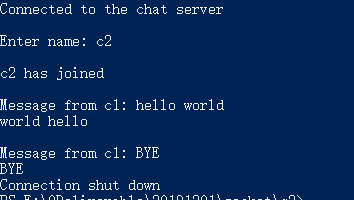 Connected to the chat server
Enter name: c2
c2 has joined
Message from c1: hello world
world hello
Message from c1: BYE
BYE
Connection shut down